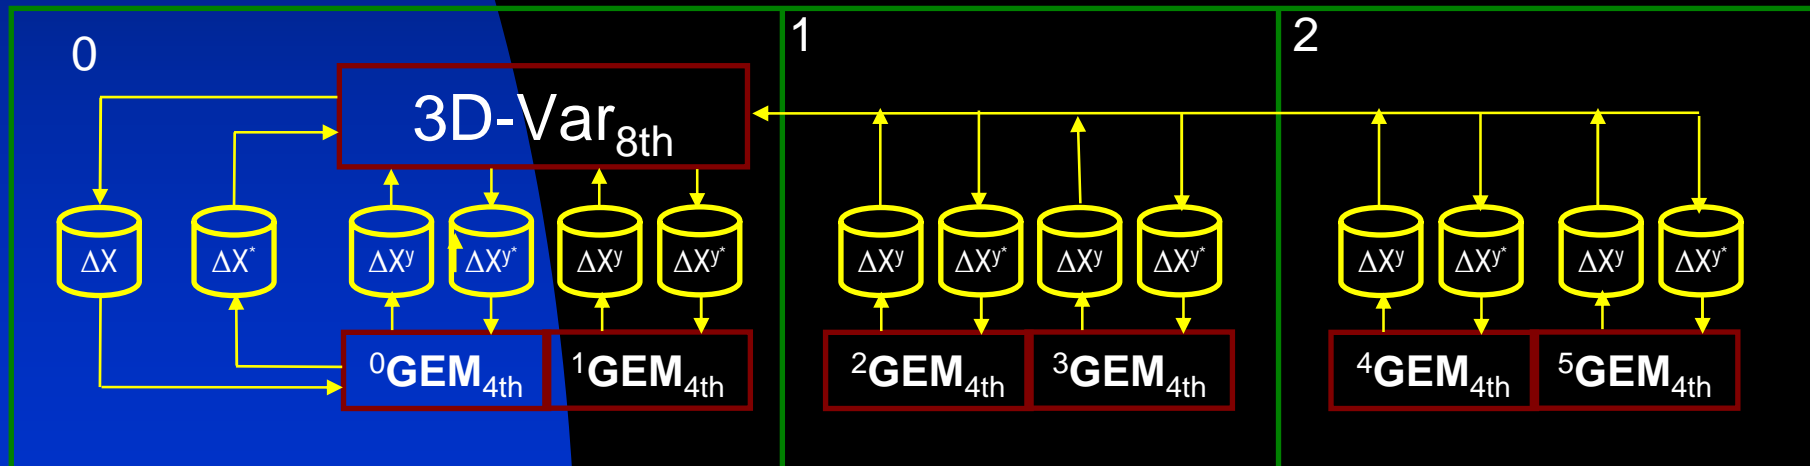 0 1 2
3D-Var8th
ΔX ΔX* ΔXy ΔXy* ΔXy ΔXy* ΔXy ΔXy* ΔXy ΔXy* ΔXy ΔXy* ΔXy ΔXy*
0GEM4th 1GEM4th 2GEM4th 3GEM4th 4GEM4th 5GEM4th